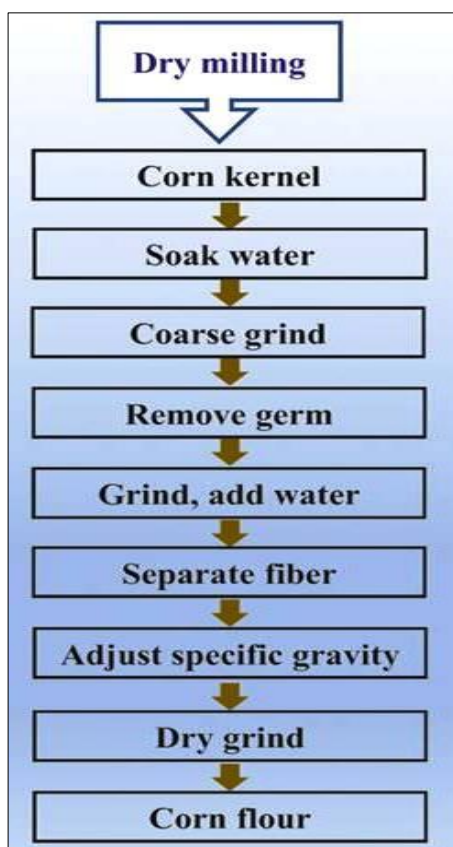 Dry milling
Corn kernel
Soak water
Coarse grind
Remove germ
Grind, add water
Separate fiber
Adjust specific gravity
Dry grind
Corn flour